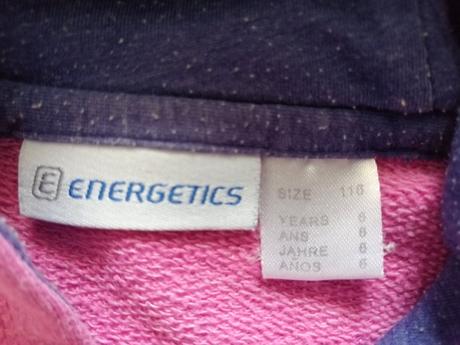 E ENERGETICS
SIZE 116
YEARS 6
ANS 6
JAHRE 6
AÑOS 6